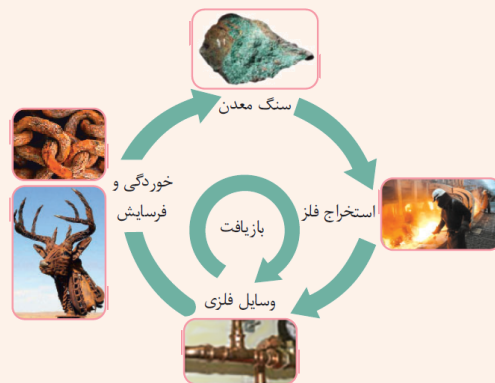 سنگ معدن
استخراج فلز
وسایل فلزی
خوردگی و
فرسایش
بازیافت